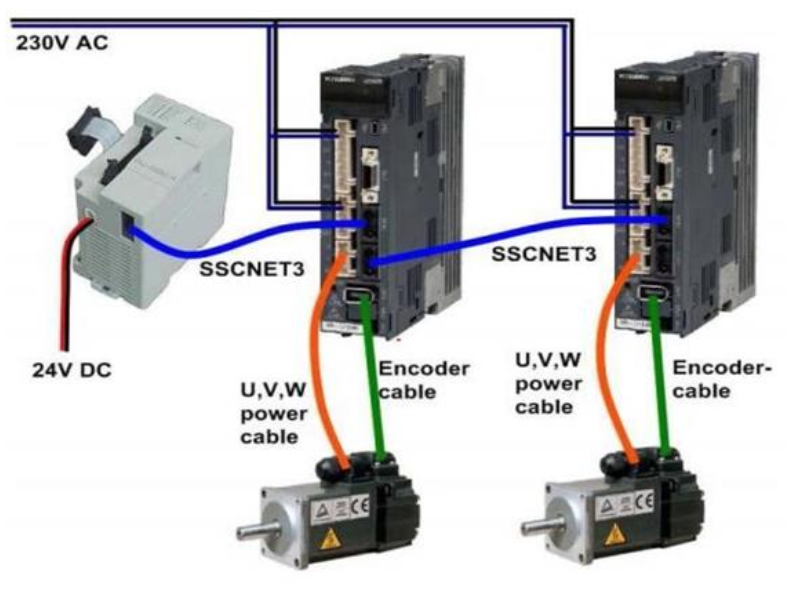 230V AC
SSCNET3
SSCNET3
24V DC
U,V,W
power
cable
Encoder
cable
U,V,W
power
cable
Encoder-
cable